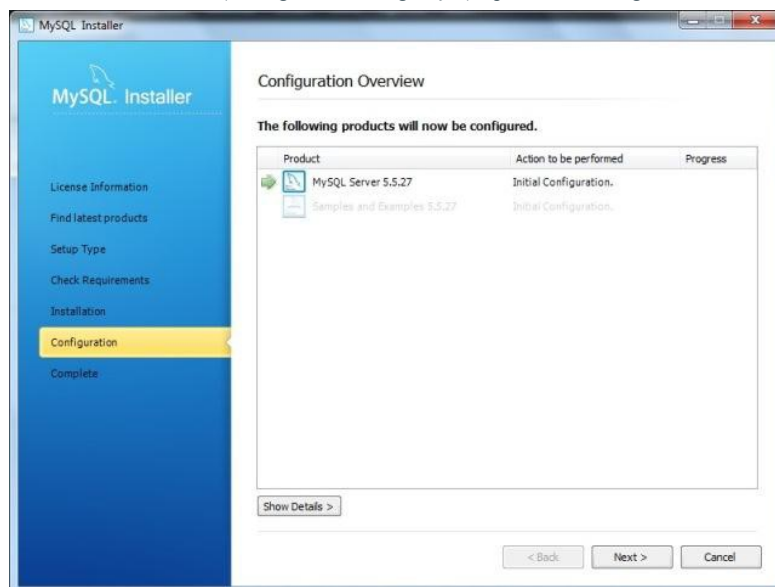 MySQL Installer
MySQL Installer
License Information
Find latest products
Setup Type
Check Requirements
Installation
Configuration
Complete
Configuration Overview
The following products will now be configured.
Product Action to be performed Progress
MySQL Server 5.5.27 Initial Configuration.
Samples and Examples 5.5.27 Initial Configuration.
Show Details >
< Back Next > Cancel